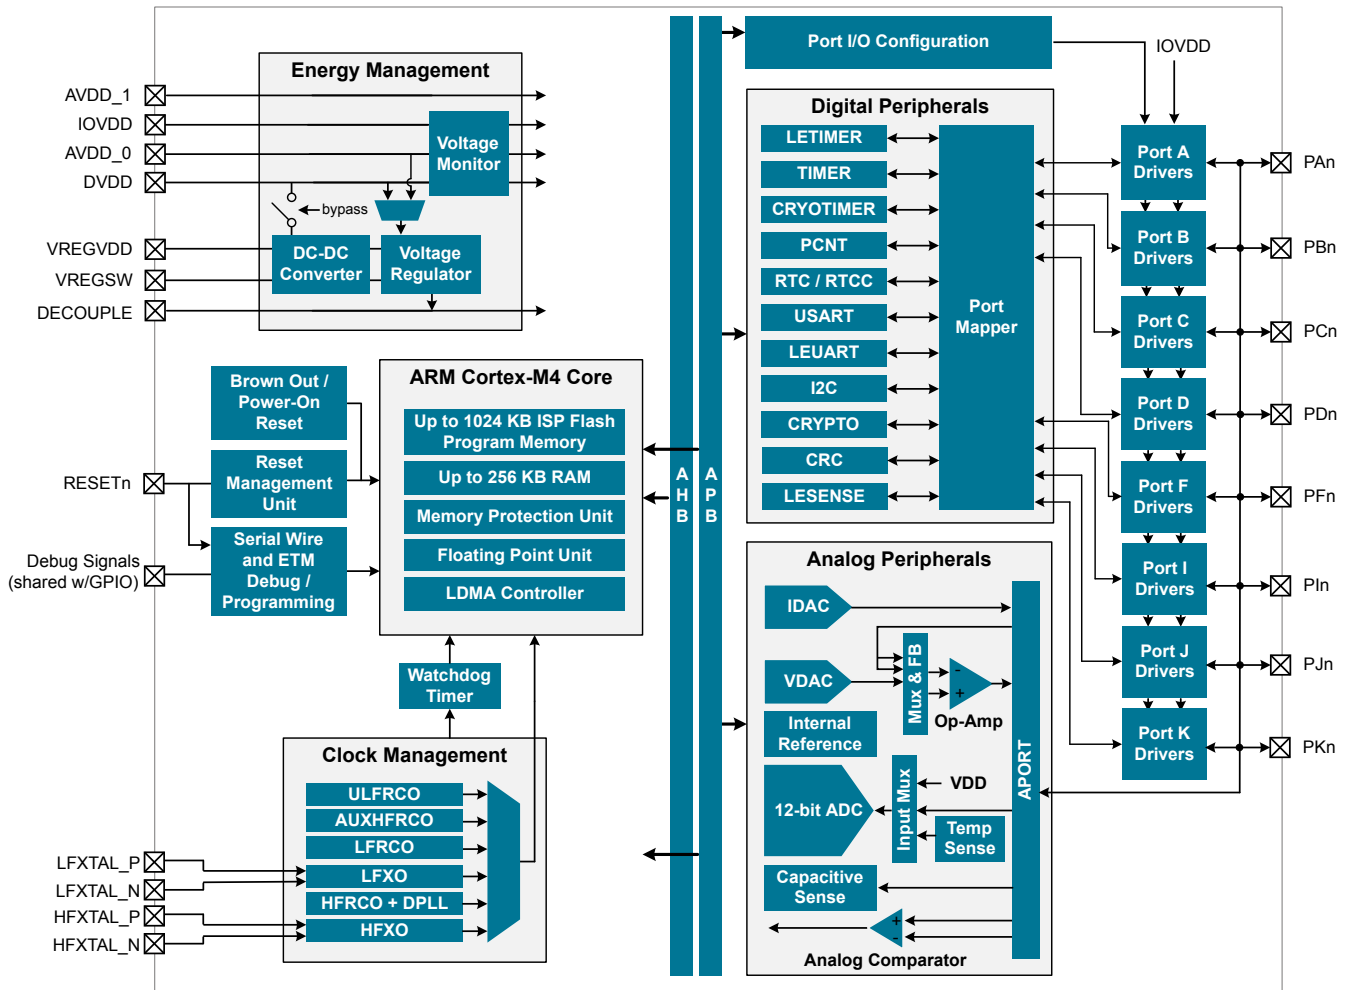 Port I/O Configuration
IOVDD
Energy Management
AVDD_1
IOVDD
AVDD_0
DVDD
VREGVDD
VREGSW
DECOUPLE
Voltage
Monitor
bypass
DC-DC
Converter
Voltage
Regulator
Brown Out /
Power-On
Reset
RESETn
Reset
Management
Unit
Debug Signals
(shared w/GPIO)
Serial Wire
and ETM
Debug /
Programming
ARM Cortex-M4 Core
Up to 1024 KB ISP Flash
Program Memory
Up to 256 KB RAM
Memory Protection Unit
Floating Point Unit
LDMA Controller
Watchdog
Timer
Clock Management
ULFRCO
AUXHFRCO
LFRCO
LFXO
HFRCO + DPLL
HFXO
LFXTAL_P
LFXTAL_N
HFXTAL_P
HFXTAL_N
A
H
B
A
P
B
Digital Peripherals
LETIMER
TIMER
CRYOTIMER
PCNT
RTC / RTCC
USART
LEUART
I2C
CRYPTO
CRC
LESENSE
Port
Mapper
Analog Peripherals
IDAC
VDAC
Mux & FB
-
+
Op-Amp
Internal
Reference
12-bit ADC
Input Mux
VDD
Temp
Sense
Capacitive
Sense
+
-
Analog Comparator
APORT
Port A
Drivers
Port B
Drivers
Port C
Drivers
Port D
Drivers
Port F
Drivers
Port I
Drivers
Port J
Drivers
Port K
Drivers
PAn
PBn
PCn
PDn
PFn
PIn
PJn
PKn